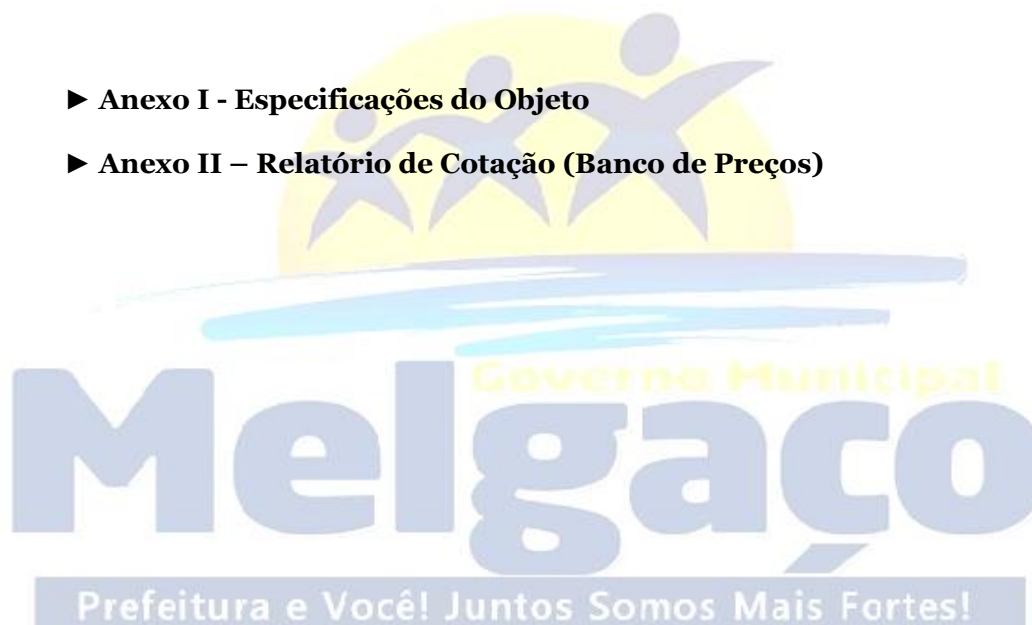 ► Anexo I - Especificações do Objeto
► Anexo II – Relatório de Cotação (Banco de Preços)
Governo Municipal
Melgaço
Prefeitura e Você! Juntos Somos Mais Fortes!